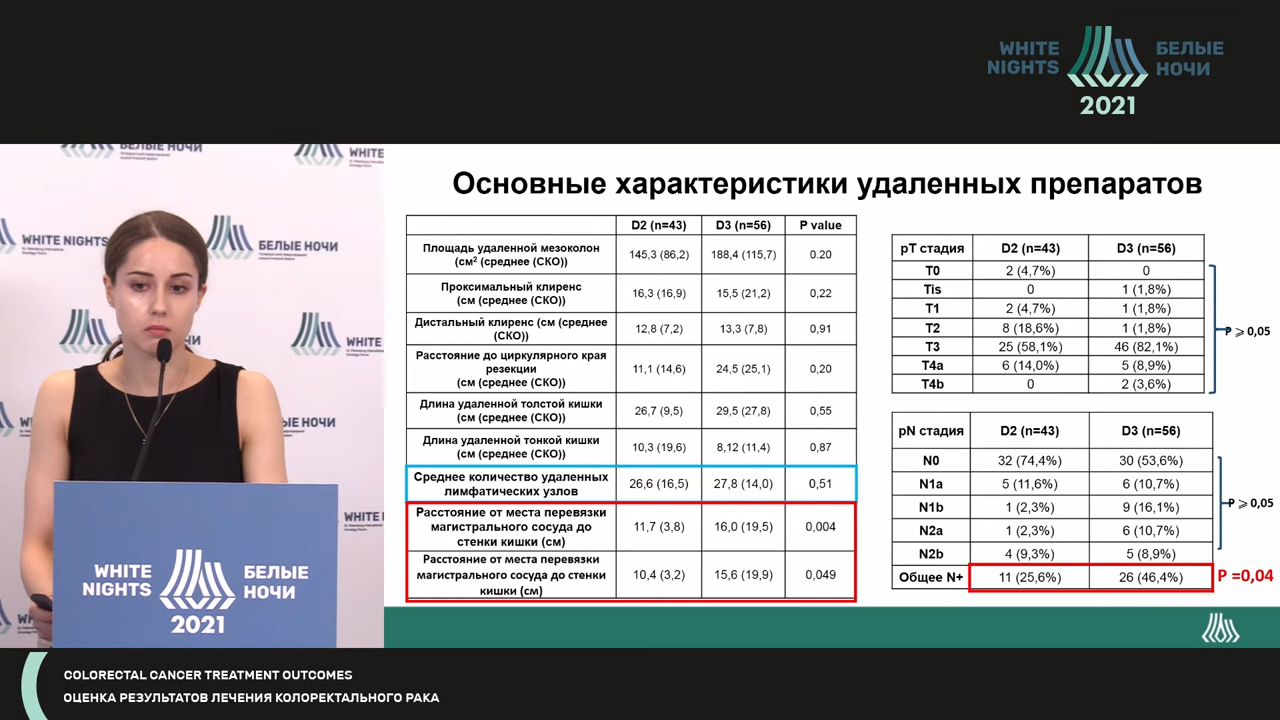 WHITE NIGHTS
БЕЛЫЕ НОЧИ
2021
БЕЛЫЕ НОЧИ
WHITE
WHITE NIGHTS
БЕЛЫЕ НОЧИ
WHITE
БЕЛЫЕ НОЧИ
WHITE NIGHTS
WHITE
NIGHTS
БЕЛЫЕ
НОЧИ
2021
Основные характеристики удаленных препаратов
D2 (n=43) D3 (n=56) P value
Площадь удаленной мезоколон (см² (среднее (СКО)) 145,3 (86,2) 188,4 (115,7) 0.20
Проксимальный клиренс (см (среднее (СКО)) 16,3 (16,9) 15,5 (21,2) 0,22
Дистальный клиренс (см (среднее (СКО)) 12,8 (7,2) 13,3 (7,8) 0,91
Расстояние до циркулярного края резекции (см (среднее (СКО)) 11,1 (14,6) 24,5 (25,1) 0,20
Длина удаленной толстой кишки (см (среднее (СКО)) 26,7 (9,5) 29,5 (27,8) 0,55
Длина удаленной тонкой кишки (см (среднее (СКО)) 10,3 (19,6) 8,12 (11,4) 0,87
Среднее количество удаленных лимфатических узлов 26,6 (16,5) 27,8 (14,0) 0,51
Расстояние от места перевязки магистрального сосуда до стенки кишки (см) 11,7 (3,8) 16,0 (19,5) 0,004
Расстояние от места перевязки магистрального сосуда до стенки кишки (см) 10,4 (3,2) 15,6 (19,9) 0,049
pT стадия D2 (n=43) D3 (n=56)
T0 2 (4,7%) 0
Tis 0 1 (1,8%)
T1 2 (4,7%) 1 (1,8%)
T2 8 (18,6%) 1 (1,8%)
T3 25 (58,1%) 46 (82,1%)
T4a 6 (14,0%) 5 (8,9%)
T4b 0 2 (3,6%)
P ⩾ 0,05
pN стадия D2 (n=43) D3 (n=56)
N0 32 (74,4%) 30 (53,6%)
N1a 5 (11,6%) 6 (10,7%)
N1b 1 (2,3%) 9 (16,1%)
N2a 1 (2,3%) 6 (10,7%)
N2b 4 (9,3%) 5 (8,9%)
P ⩾ 0,05
Общее N+ 11 (25,6%) 26 (46,4%) P =0,04
COLORECTAL CANCER TREATMENT OUTCOMES
ОЦЕНКА РЕЗУЛЬТАТОВ ЛЕЧЕНИЯ КОЛОРЕКТАЛЬНОГО РАКА